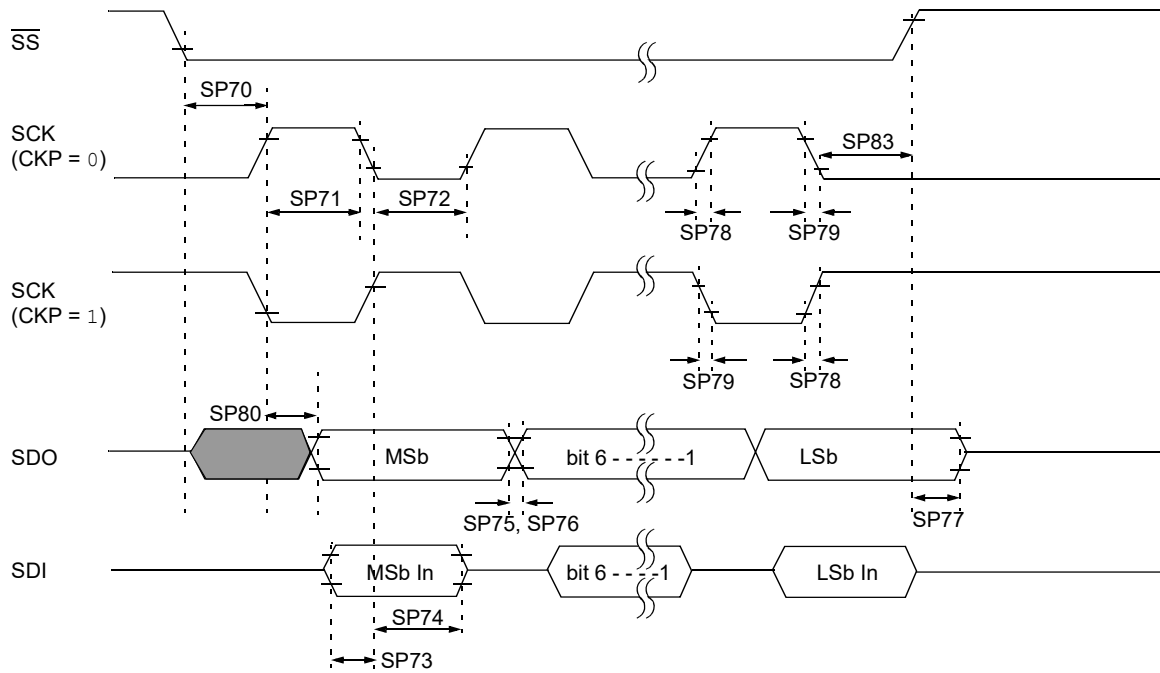 SS
SP70
SCK
(CKP = 0)
SP83
SP71
SP72
SP78
SP79
SCK
(CKP = 1)
SP79
SP78
SP80
SDO
MSb
bit 6 - - - - - -1
LSb
SP75, SP76
SP77
SDI
MSb In
bit 6 - - - - -1
LSb In
SP74
SP73